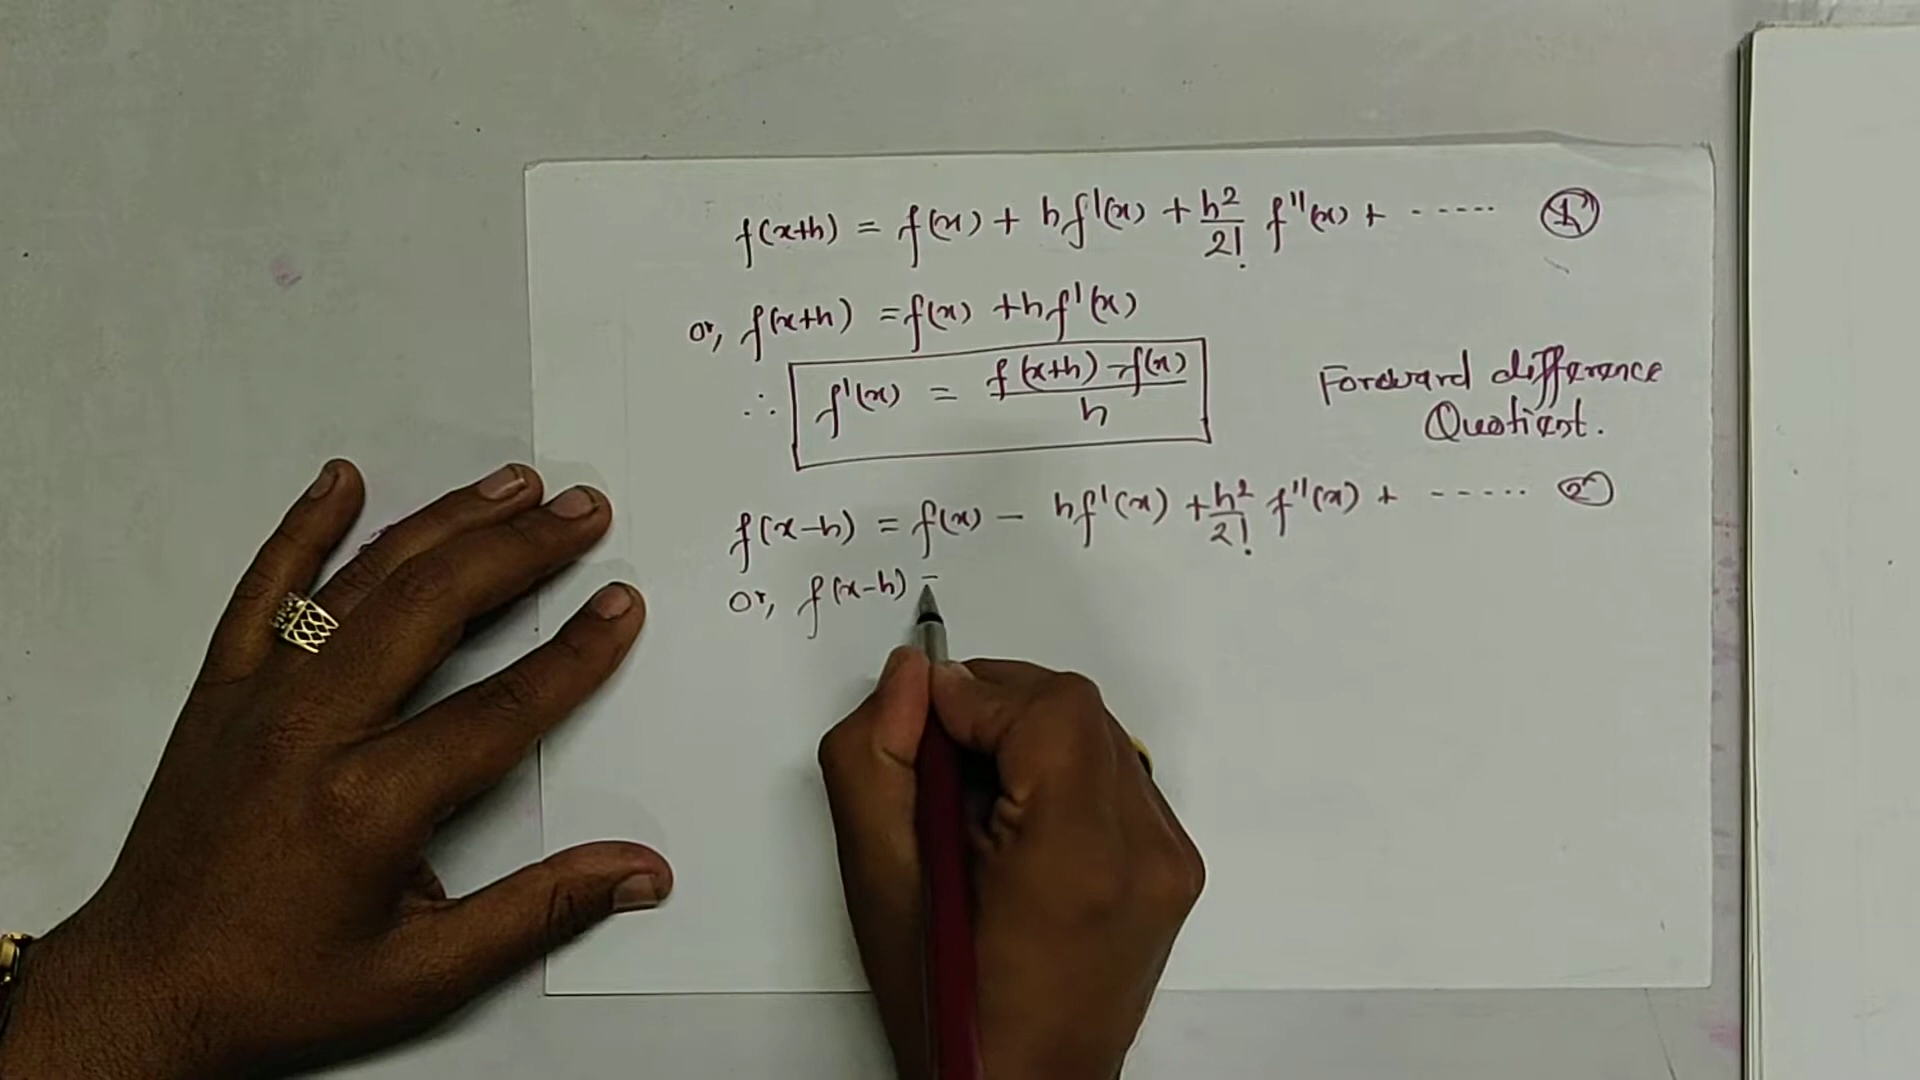 f(x+h) = f(x) + hf'(x) + h²/2! f''(x) + ------ ①
or, f(x+h) = f(x) + hf'(x)
∴ f'(x) = f(x+h) - f(x) / h
Forward difference
Quotient.
f(x-h) = f(x) - hf'(x) + h²/2! f''(x) + ------ ②
or, f(x-h) =